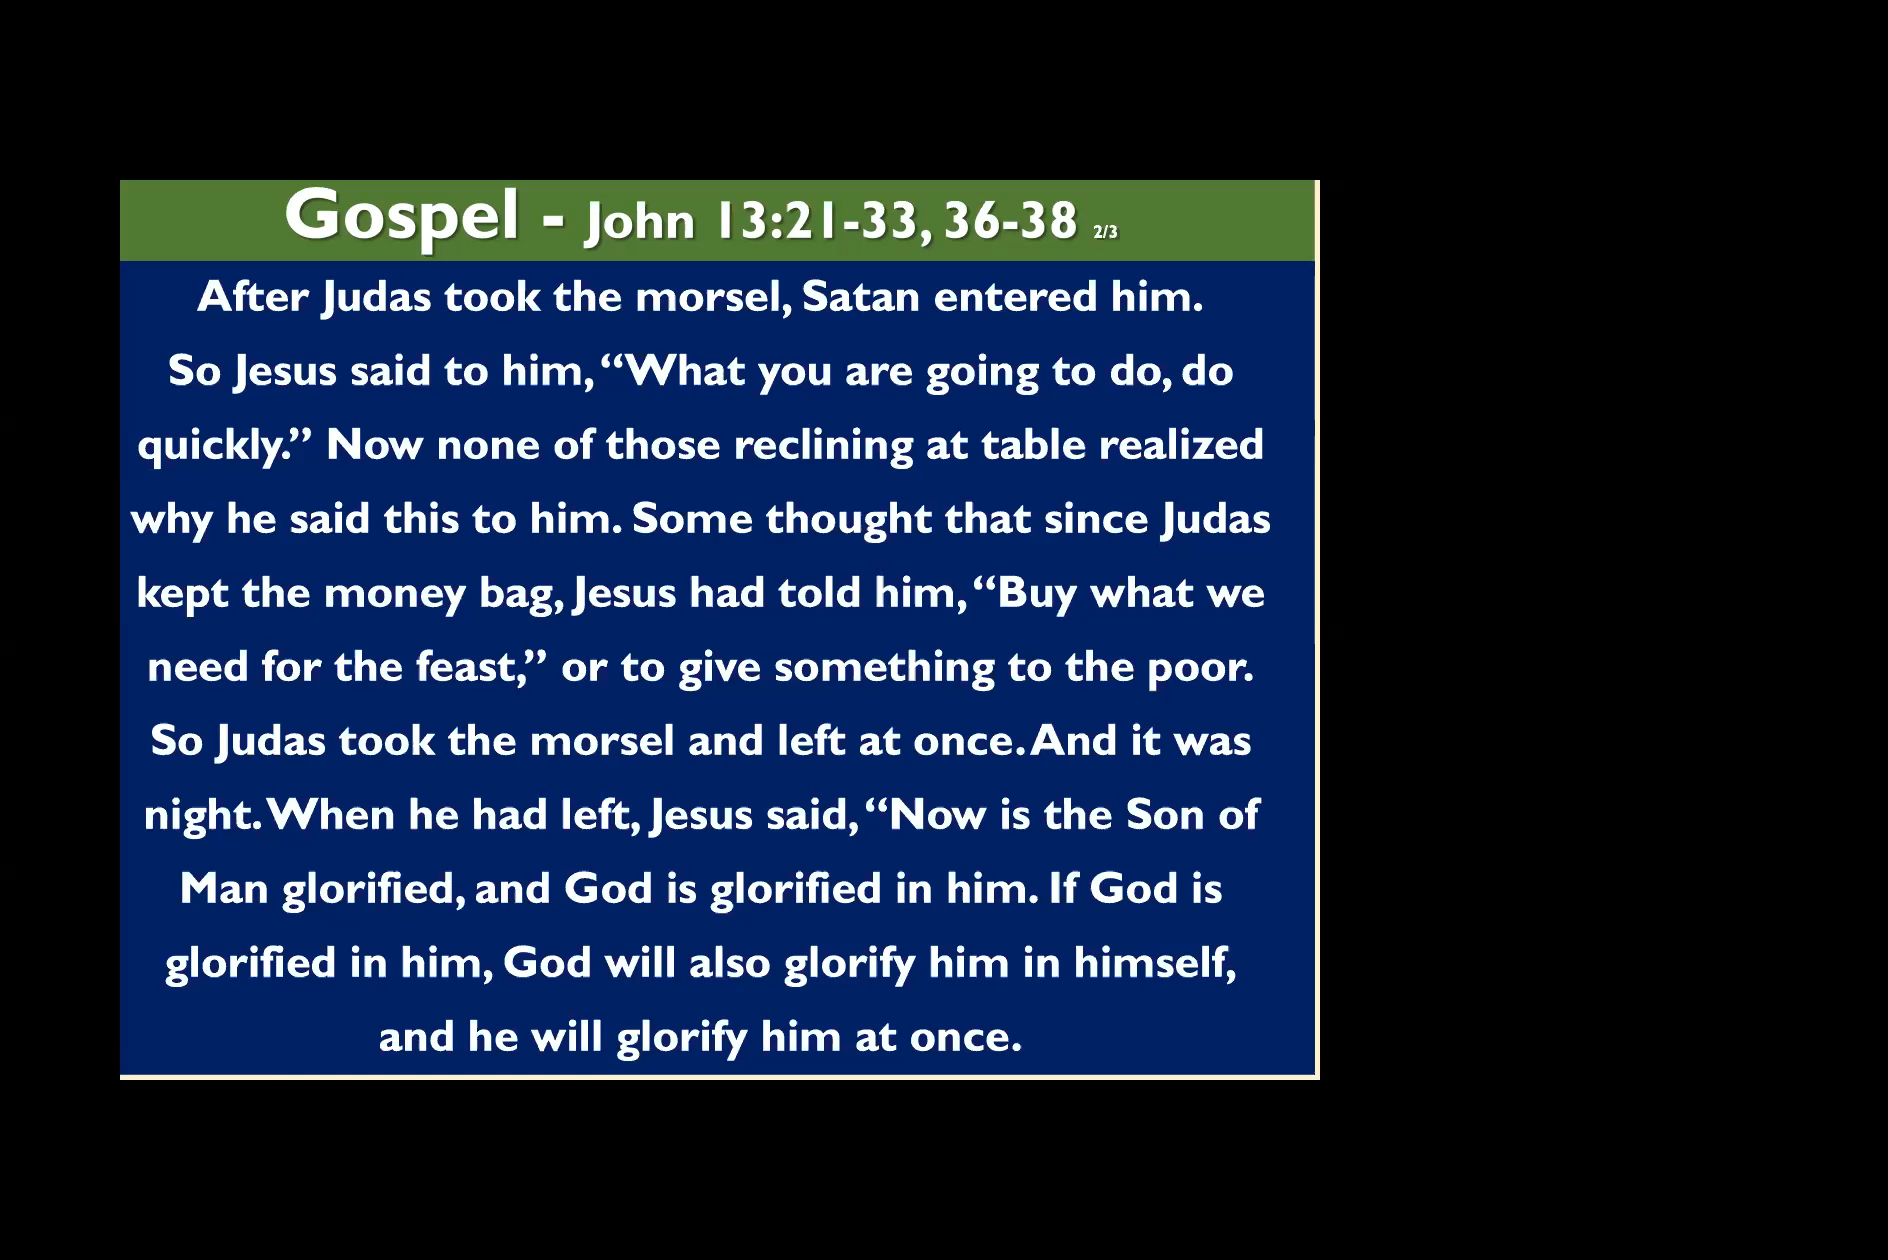 Gospel - John 13:21-33, 36-38 2/3
After Judas took the morsel, Satan entered him.
So Jesus said to him, “What you are going to do, do
quickly.” Now none of those reclining at table realized
why he said this to him. Some thought that since Judas
kept the money bag, Jesus had told him, “Buy what we
need for the feast,” or to give something to the poor.
So Judas took the morsel and left at once. And it was
night. When he had left, Jesus said, “Now is the Son of
Man glorified, and God is glorified in him. If God is
glorified in him, God will also glorify him in himself,
and he will glorify him at once.